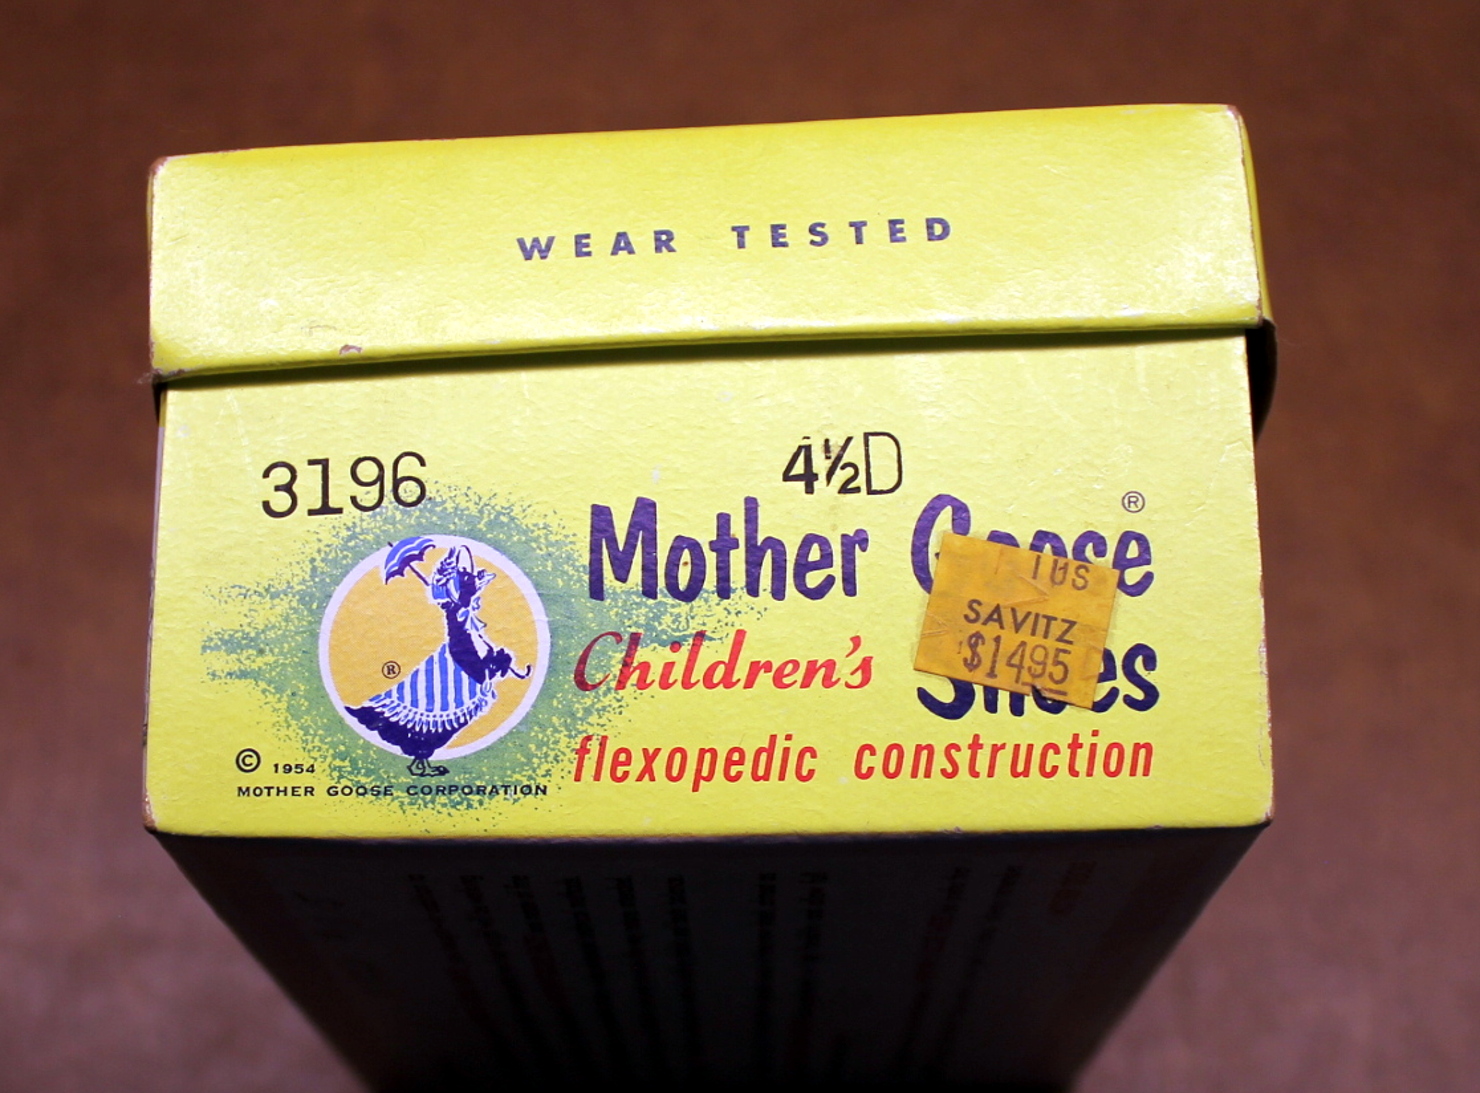 WEAR TESTED
3196
4½D
Mother Goose ®
SAVITZ
$1495
Children's Shoes
®
flexopedic construction
© 1954
MOTHER GOOSE CORPORATION